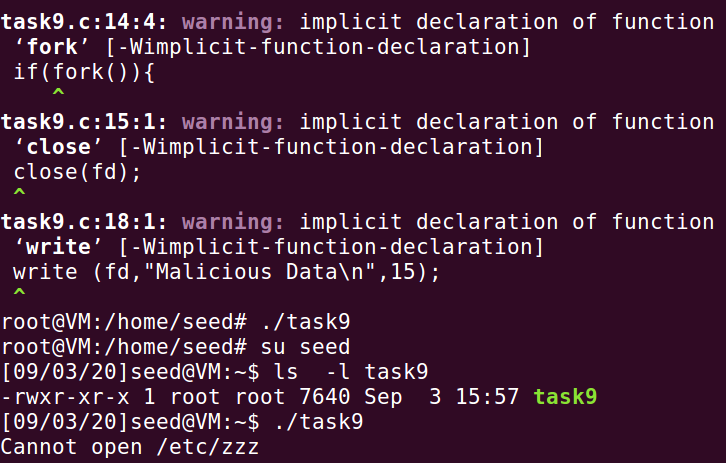 task9.c:14:4: warning: implicit declaration of function
‘fork’ [-Wimplicit-function-declaration]
if(fork()){
^
task9.c:15:1: warning: implicit declaration of function
‘close’ [-Wimplicit-function-declaration]
close(fd);
^
task9.c:18:1: warning: implicit declaration of function
‘write’ [-Wimplicit-function-declaration]
write (fd,"Malicious Data\n",15);
^
root@VM:/home/seed# ./task9
root@VM:/home/seed# su seed
[09/03/20]seed@VM:~$ ls  -l task9
-rwxr-xr-x 1 root root 7640 Sep  3 15:57 task9
[09/03/20]seed@VM:~$ ./task9
Cannot open /etc/zzz